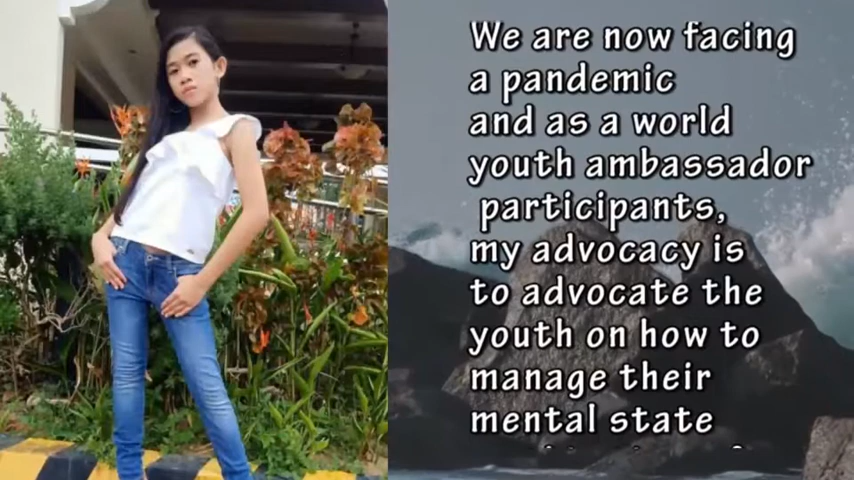 We are now facing
a pandemic
and as a world
youth ambassador
participants,
my advocacy is
to advocate the
youth on how to
manage their
mental state